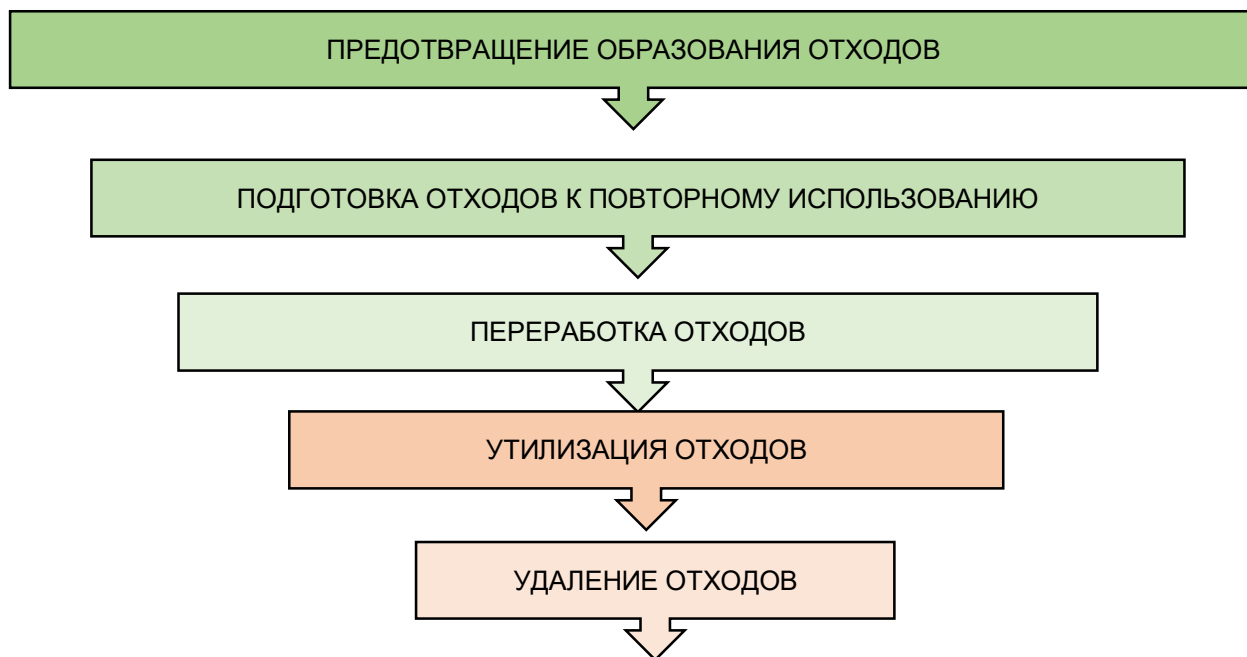 ПРЕДОТВРАЩЕНИЕ ОБРАЗОВАНИЯ ОТХОДОВ
ПОДГОТОВКА ОТХОДОВ К ПОВТОРНОМУ ИСПОЛЬЗОВАНИЮ
ПЕРЕРАБОТКА ОТХОДОВ
УТИЛИЗАЦИЯ ОТХОДОВ
УДАЛЕНИЕ ОТХОДОВ